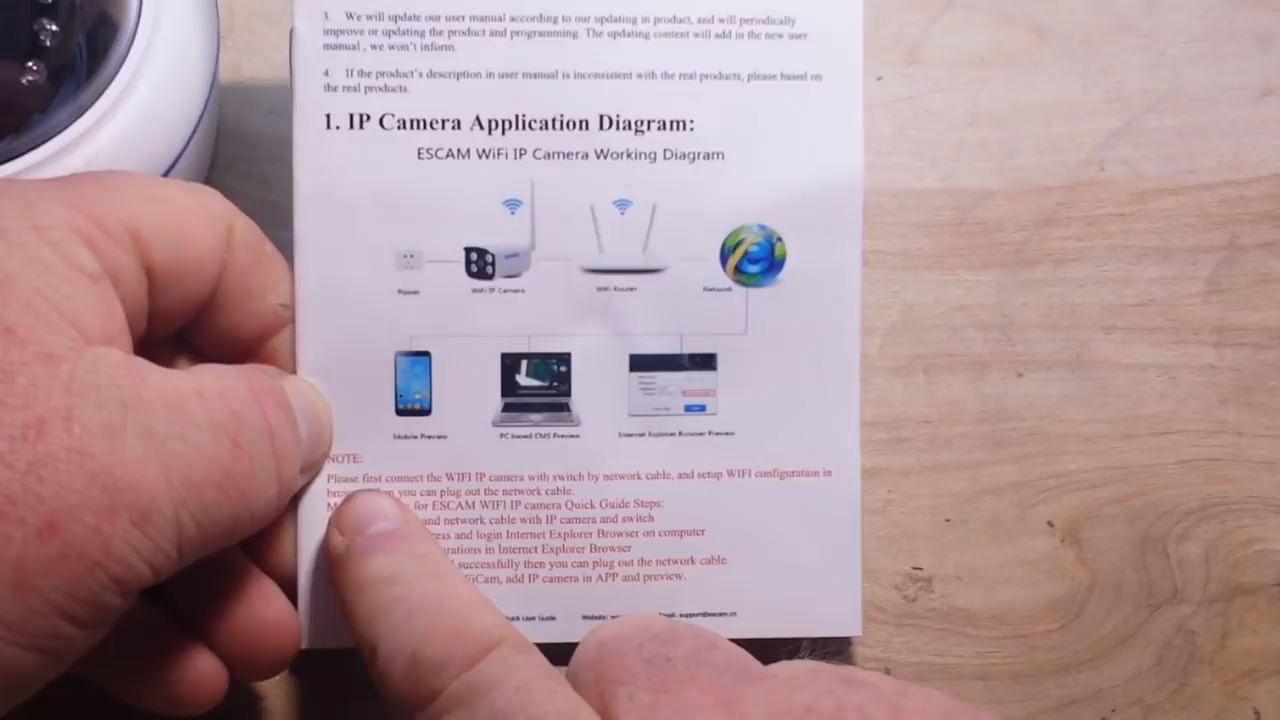 3. We will update our user manual according to our updating in product, and will periodically
improve or updating the product and programming. The updating content will add in the new user
manual , we won't inform.
4. If the product's description in user manual is inconsistent with the real products, please based on
the real products.
1. IP Camera Application Diagram:
ESCAM WiFi IP Camera Working Diagram
Power
WiFi IP Camera
WiFi Router
Network
Mobile Preview
PC based CMS Preview
Internet Explorer Browser Preview
NOTE:
Please first connect the WIFI IP camera with switch by network cable, and setup WIFI configuration in
you can plug out the network cable.
for ESCAM WIFI IP camera Quick Guide Steps:
and network cable with IP camera and switch
and login Internet Explorer Browser on computer
in Internet Explorer Browser
successfully then you can plug out the network cable.
add IP camera in APP and preview.
User Guide
Website:
support@escam.cn